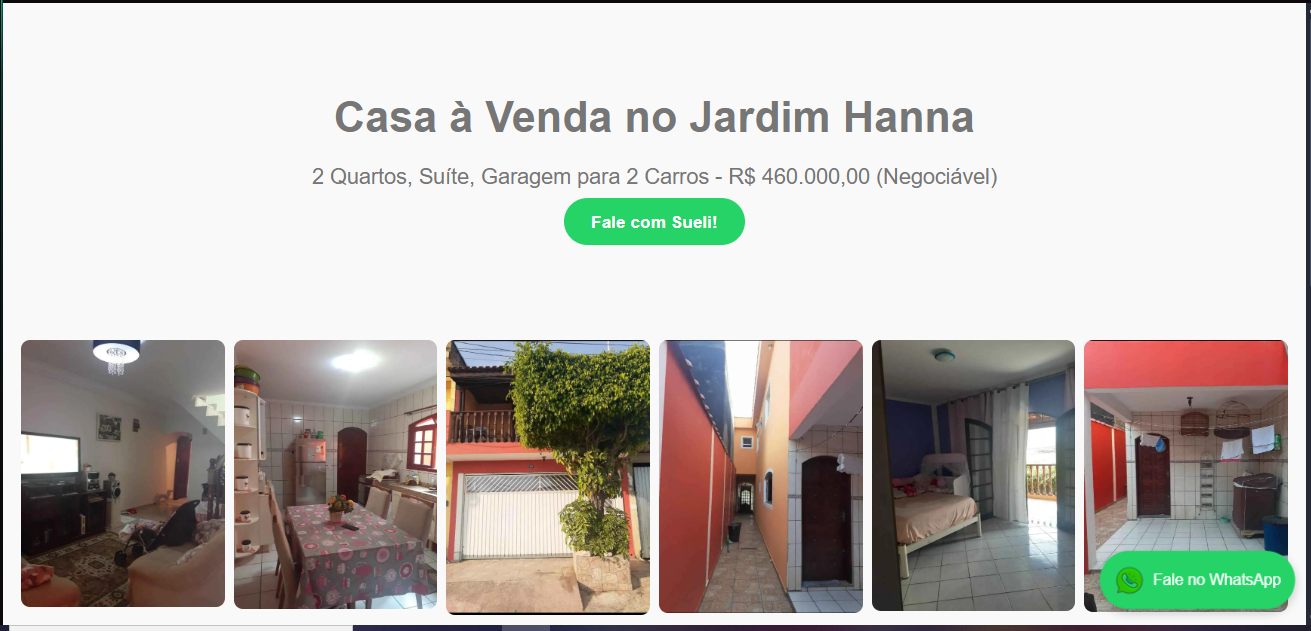 Casa à Venda no Jardim Hanna
2 Quartos, Suíte, Garagem para 2 Carros - R$ 460.000,00 (Negociável)
Fale com Sueli!
Fale no WhatsApp